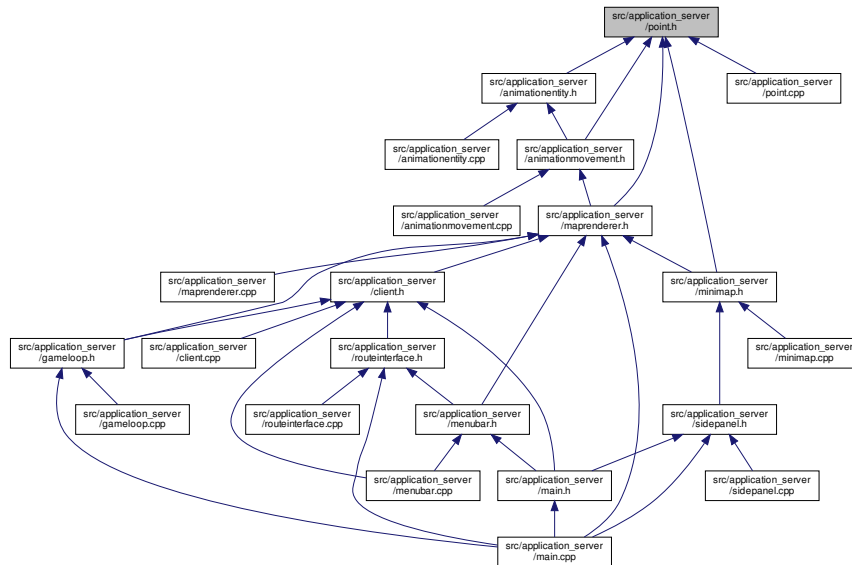 src/application_server
/point.h
src/application_server
/animationentity.h
src/application_server
/point.cpp
src/application_server
/animationentity.cpp
src/application_server
/animationmovement.h
src/application_server
/animationmovement.cpp
src/application_server
/maprenderer.h
src/application_server
/maprenderer.cpp
src/application_server
/client.h
src/application_server
/minimap.h
src/application_server
/gameloop.h
src/application_server
/client.cpp
src/application_server
/routeinterface.h
src/application_server
/minimap.cpp
src/application_server
/gameloop.cpp
src/application_server
/routeinterface.cpp
src/application_server
/menubar.h
src/application_server
/sidepanel.h
src/application_server
/menubar.cpp
src/application_server
/main.h
src/application_server
/sidepanel.cpp
src/application_server
/main.cpp